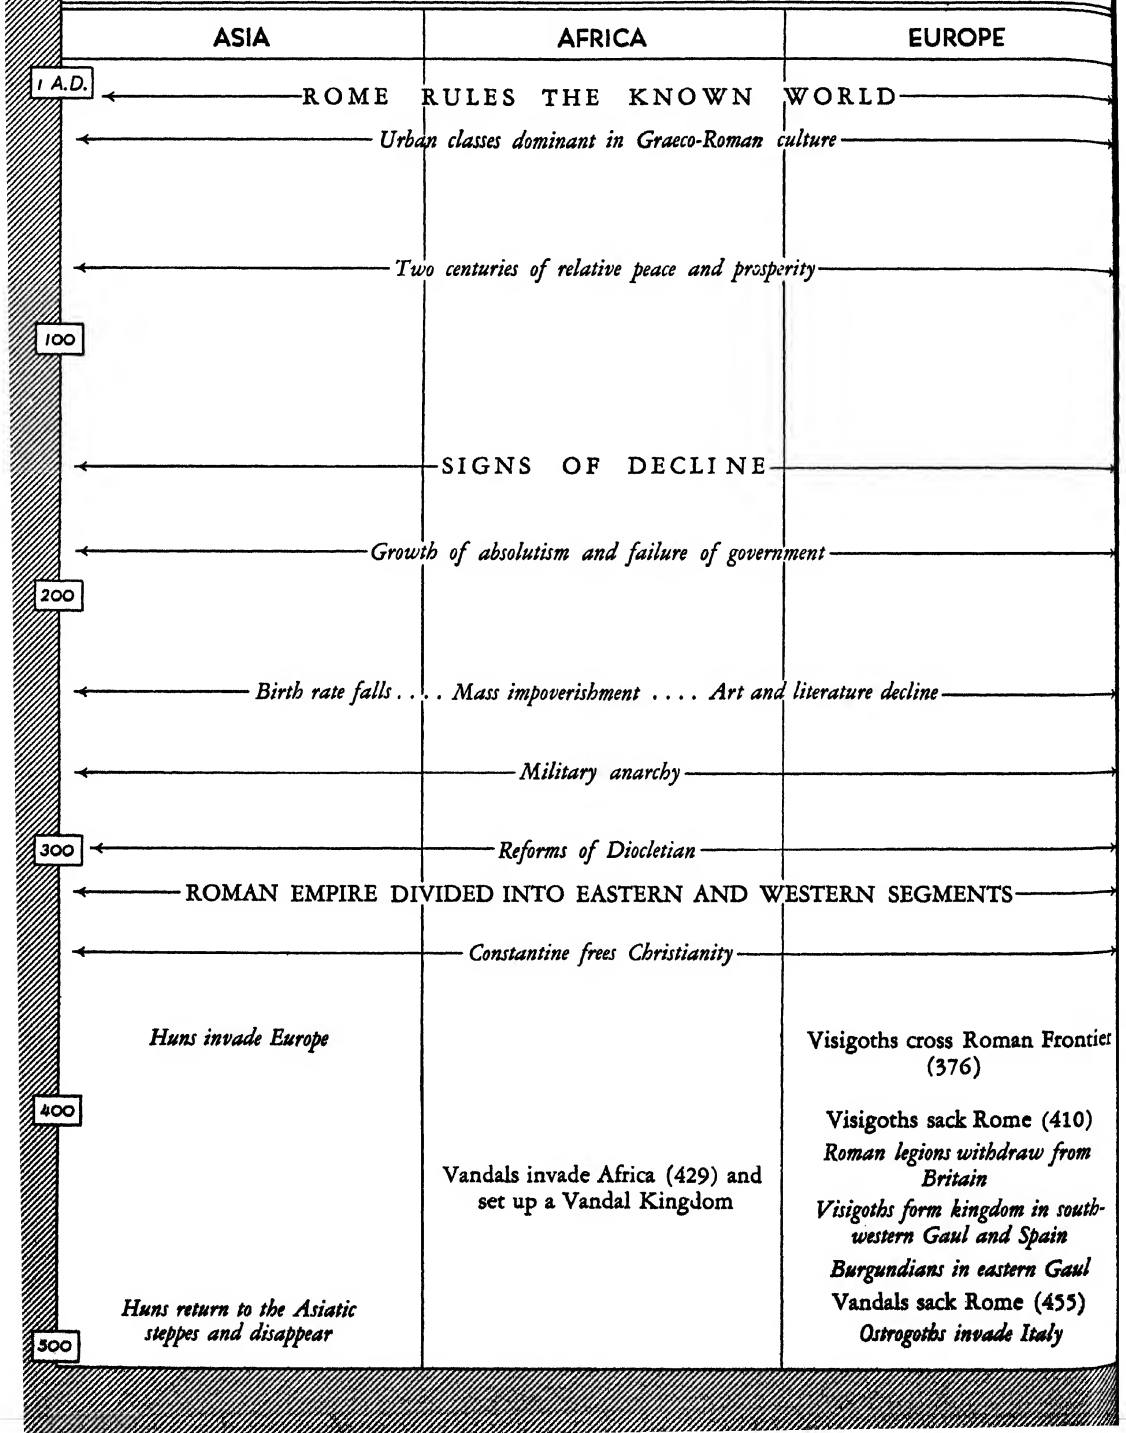 ASIA AFRICA EUROPE
1 A.D.
ROME RULES THE KNOWN WORLD
Urban classes dominant in Graeco-Roman culture
Two centuries of relative peace and prosperity
100
SIGNS OF DECLINE
Growth of absolutism and failure of government
200
Birth rate falls . . . . Mass impoverishment . . . . Art and literature decline
Military anarchy
300
Reforms of Diocletian
ROMAN EMPIRE DIVIDED INTO EASTERN AND WESTERN SEGMENTS
Constantine frees Christianity
Huns invade Europe
Visigoths cross Roman Frontier
(376)
400
Visigoths sack Rome (410)
Roman legions withdraw from
Britain
Vandals invade Africa (429) and
set up a Vandal Kingdom
Visigoths form kingdom in south-
western Gaul and Spain
Burgundians in eastern Gaul
Vandals sack Rome (455)
Ostrogoths invade Italy
Huns return to the Asiatic
steppes and disappear
500